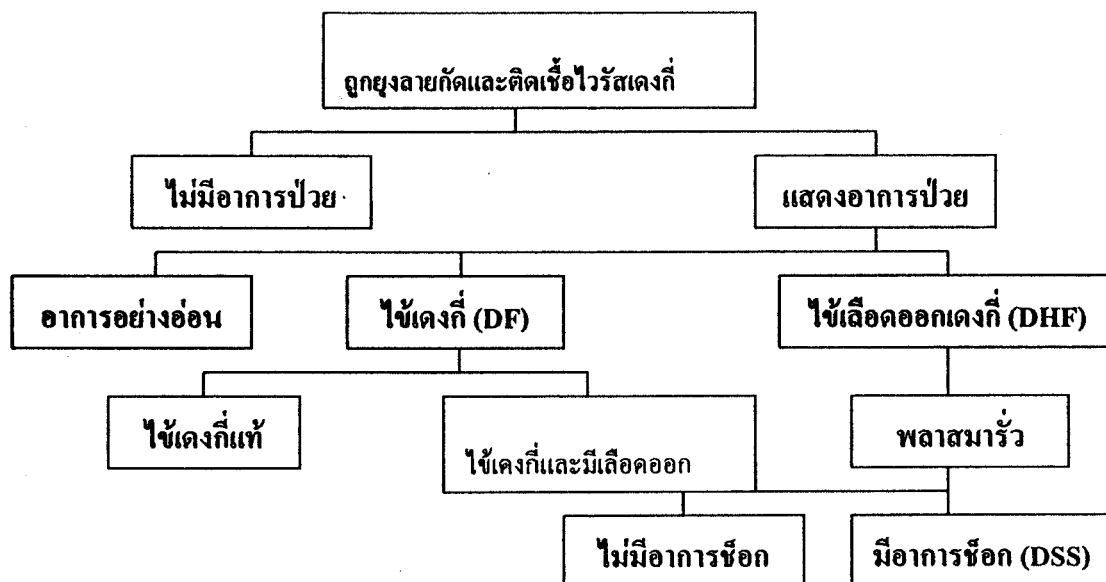 ถูกยุงลายกัดและติดเชื้อไวรัสเดงกี่
ไม่มีอาการป่วย
แสดงอาการป่วย
อาการอย่างอ่อน
ไข้เดงกี่ (DF)
ไข้เลือดออกเดงกี่ (DHF)
ไข้เดงกี่แท้
ไข้เดงกี่และมีเลือดออก
พลาสมารั่ว
ไม่มีอาการช็อก
มีอาการช็อก (DSS)